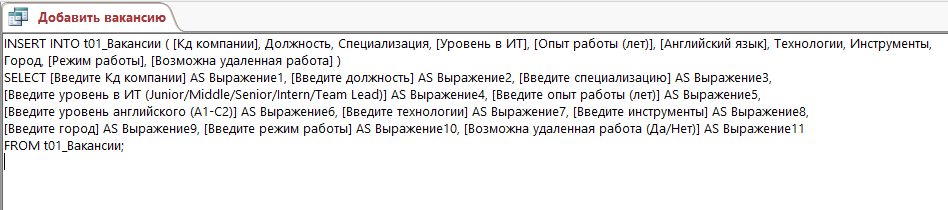 Добавить вакансию
INSERT INTO t01_Вакансии ( [Кд компании], Должность, Специализация, [Уровень в ИТ], [Опыт работы (лет)], [Английский язык], Технологии, Инструменты,
Город, [Режим работы], [Возможна удаленная работа] )
SELECT [Введите Кд компании] AS Выражение1, [Введите должность] AS Выражение2, [Введите специализацию] AS Выражение3,
[Введите уровень в ИТ (Junior/Middle/Senior/Intern/Team Lead)] AS Выражение4, [Введите опыт работы (лет)] AS Выражение5,
[Введите уровень английского (A1-C2)] AS Выражение6, [Введите технологии] AS Выражение7, [Введите инструменты] AS Выражение8,
[Введите город] AS Выражение9, [Введите режим работы] AS Выражение10, [Возможна удаленная работа (Да/Нет)] AS Выражение11
FROM t01_Вакансии;